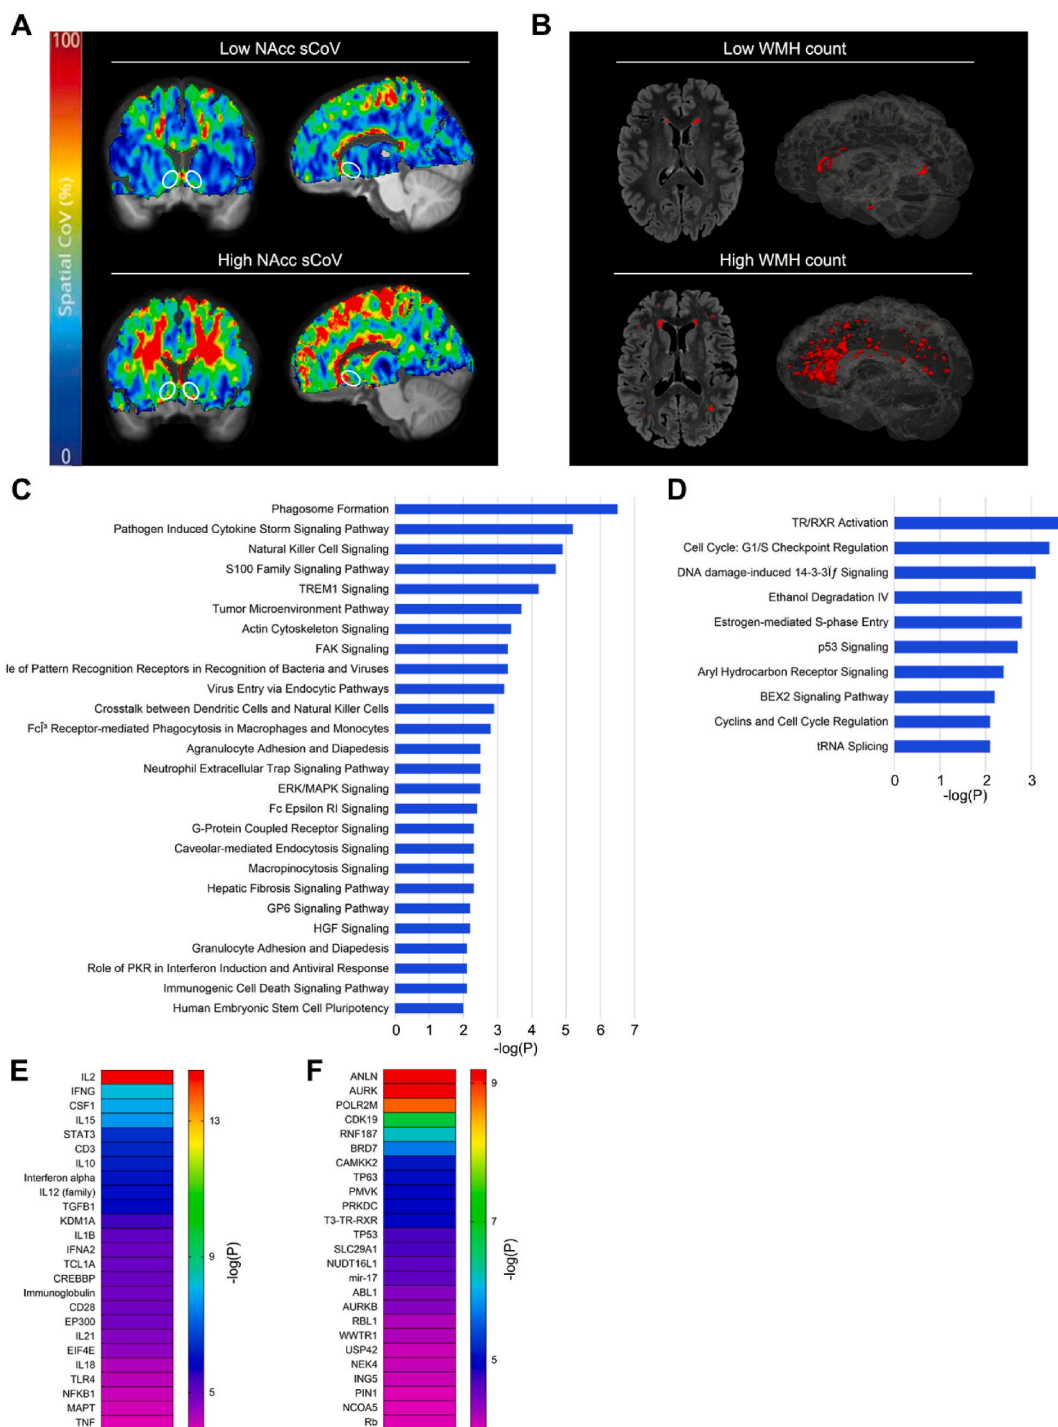 A
B
100
Spatial CoV (%)
0
Low NAcc sCoV
High NAcc sCoV
Low WMH count
High WMH count
C
Phagosome Formation
Pathogen Induced Cytokine Storm Signaling Pathway
Natural Killer Cell Signaling
S100 Family Signaling Pathway
TREM1 Signaling
Tumor Microenvironment Pathway
Actin Cytoskeleton Signaling
FAK Signaling
le of Pattern Recognition Receptors in Recognition of Bacteria and Viruses
Virus Entry via Endocytic Pathways
Crosstalk between Dendritic Cells and Natural Killer Cells
FcÎ³ Receptor-mediated Phagocytosis in Macrophages and Monocytes
Agranulocyte Adhesion and Diapedesis
Neutrophil Extracellular Trap Signaling Pathway
ERK/MAPK Signaling
Fc Epsilon RI Signaling
G-Protein Coupled Receptor Signaling
Caveolar-mediated Endocytosis Signaling
Macropinocytosis Signaling
Hepatic Fibrosis Signaling Pathway
GP6 Signaling Pathway
HGF Signaling
Granulocyte Adhesion and Diapedesis
Role of PKR in Interferon Induction and Antiviral Response
Immunogenic Cell Death Signaling Pathway
Human Embryonic Stem Cell Pluripotency
0 1 2 3 4 5 6 7
-log(P)
D
TR/RXR Activation
Cell Cycle: G1/S Checkpoint Regulation
DNA damage-induced 14-3-3Ïƒ Signaling
Ethanol Degradation IV
Estrogen-mediated S-phase Entry
p53 Signaling
Aryl Hydrocarbon Receptor Signaling
BEX2 Signaling Pathway
Cyclins and Cell Cycle Regulation
tRNA Splicing
0 1 2 3
-log(P)
E
IL2
IFNG
CSF1
IL15
STAT3
CD3
IL10
Interferon alpha
IL12 (family)
TGFB1
KDM1A
IL1B
IFNA2
TCL1A
CREBBP
Immunoglobulin
CD28
EP300
IL21
EIF4E
IL18
TLR4
NFKB1
MAPT
TNF
13
9
5
-log(P)
F
ANLN
AURK
POLR2M
CDK19
RNF187
BRD7
CAMKK2
TP63
PMVK
PRKDC
T3-TR-RXR
TP53
SLC29A1
NUDT16L1
mir-17
ABL1
AURKB
RBL1
WWTR1
USP42
NEK4
ING5
PIN1
NCOA5
Rb
9
7
5
-log(P)